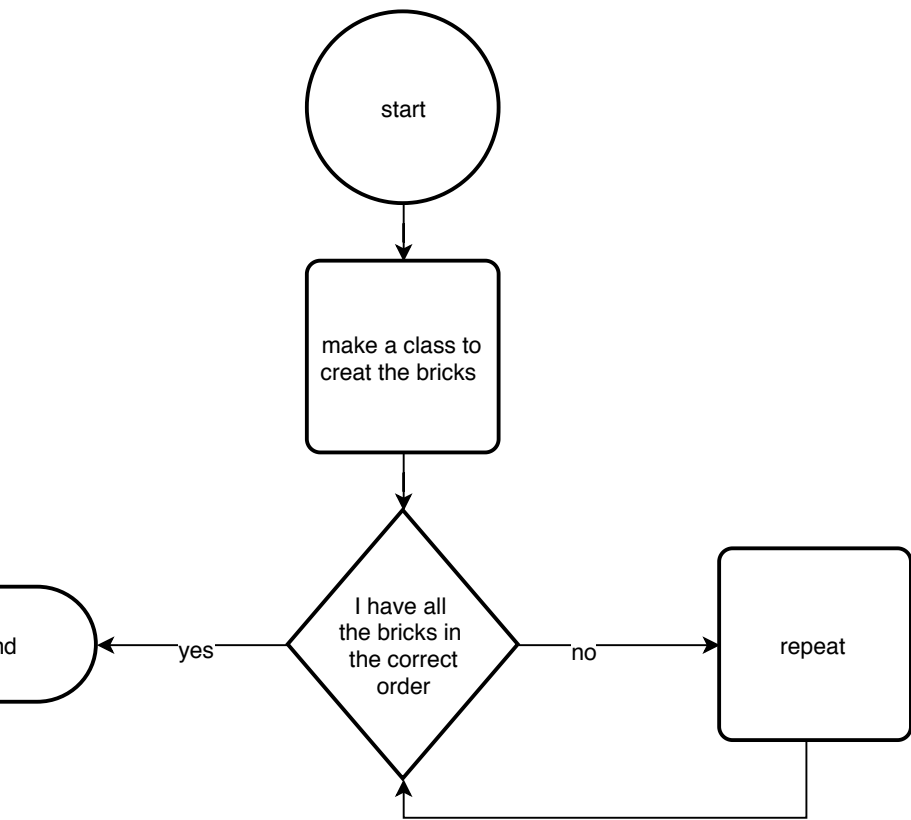 start
make a class to
creat the bricks
I have all
the bricks in
the correct
order
yes
no
repeat